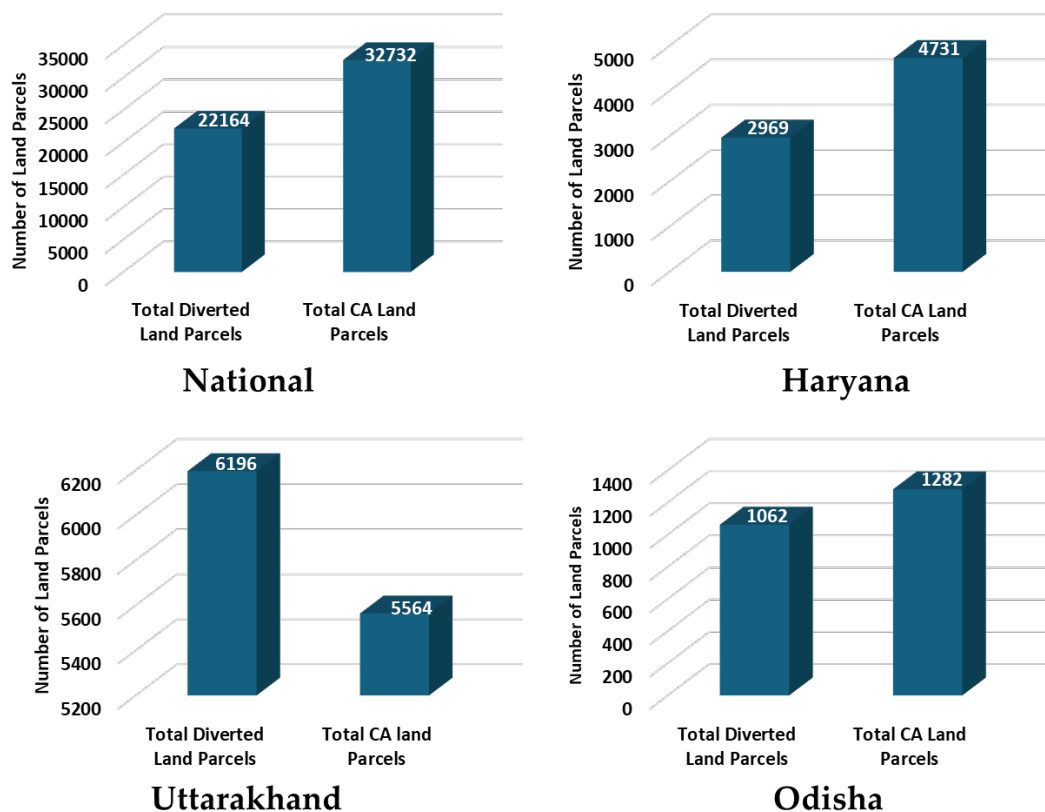 Number of Land Parcels
35000
30000
25000
20000
15000
10000
5000
0
22164
32732
Total Diverted
Land Parcels
Total CA Land
Parcels
National
Number of Land Parcels
5000
4000
3000
2000
1000
0
2969
4731
Total Diverted
Land Parcels
Total CA Land
Parcels
Haryana
Number of Land Parcels
6200
6000
5800
5600
5400
5200
6196
5564
Total Diverted
Land Parcels
Total CA land
Parcels
Uttarakhand
Number of Land Parcels
1400
1200
1000
800
600
400
200
0
1062
1282
Total Diverted
Land Parcels
Total CA Land
Parcels
Odisha